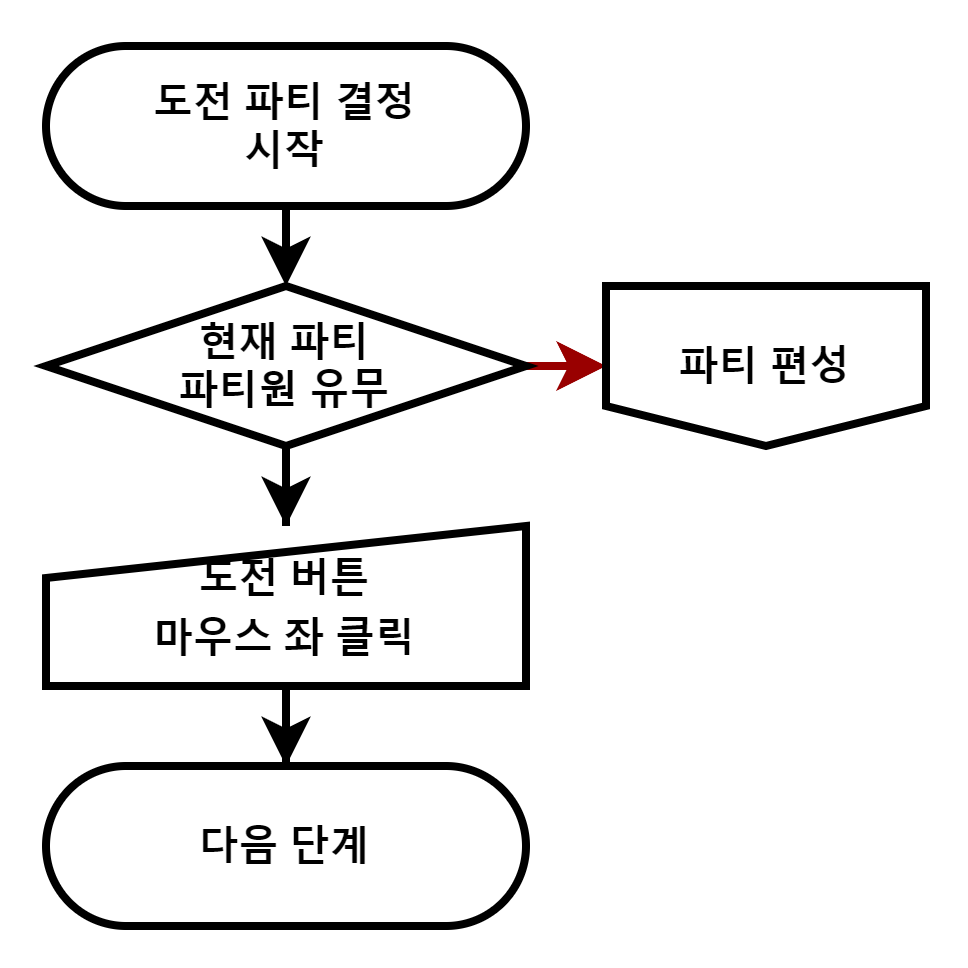 도전 파티 결정
시작
현재 파티
파티원 유무
파티 편성
도전 버튼
마우스 좌 클릭
다음 단계